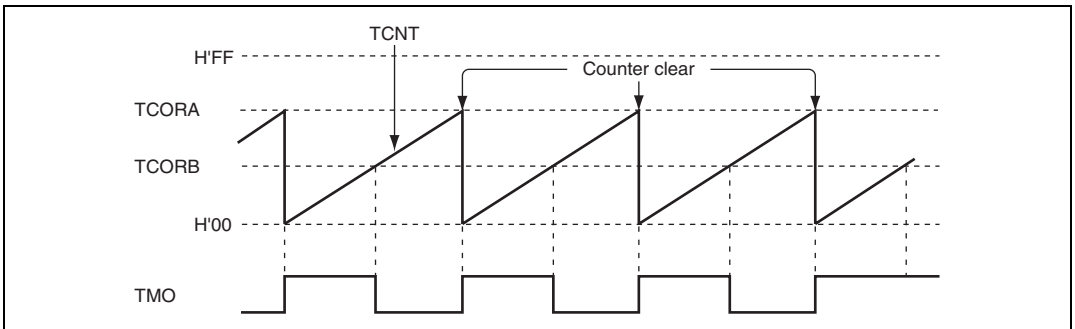 TCNT
H'FF
Counter clear
TCORA
TCORB
H'00
TMO